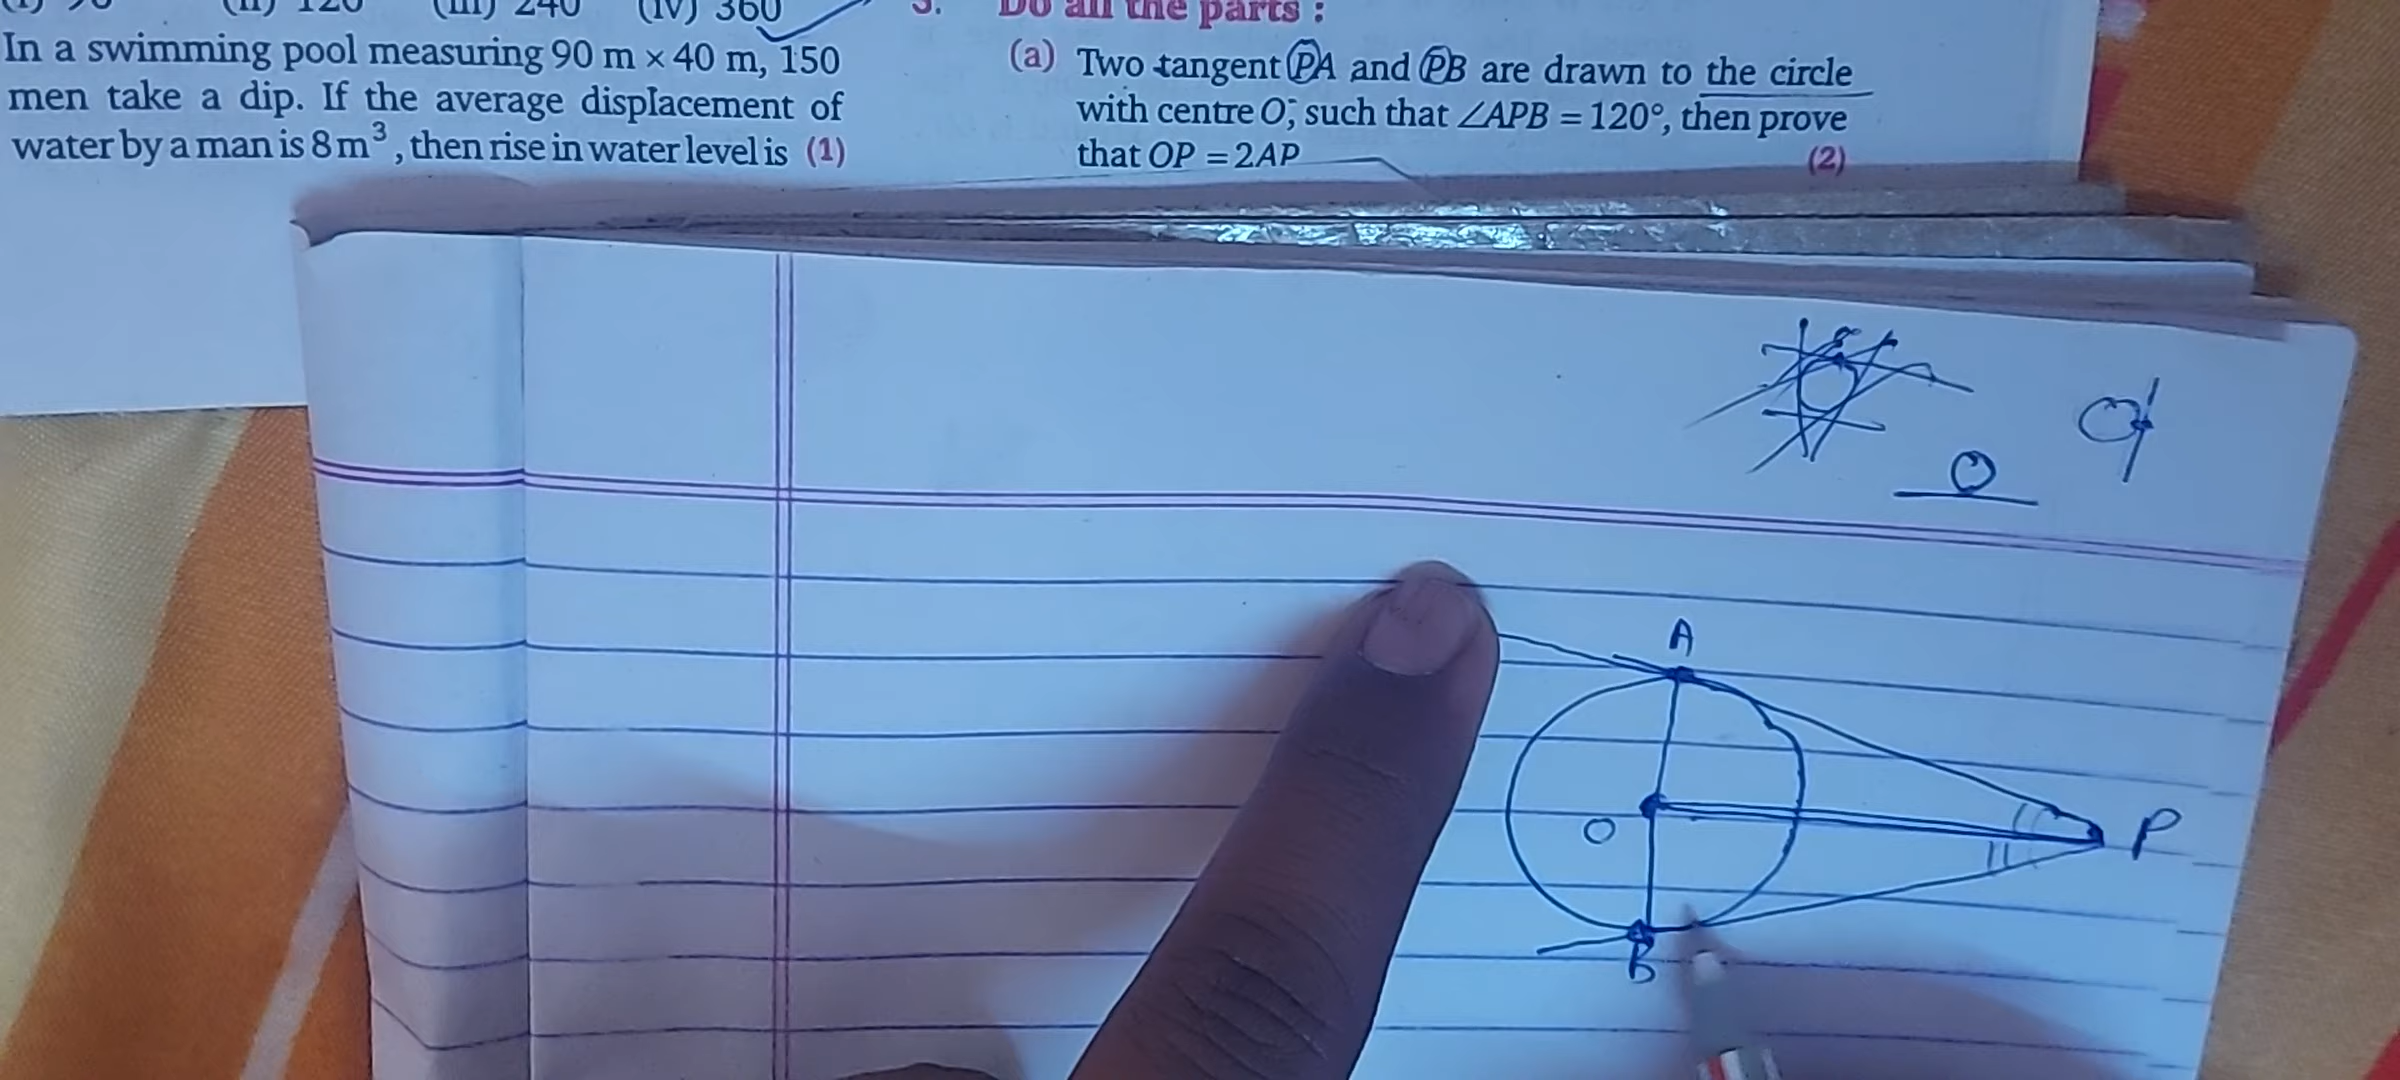 (ii) 120 (iii) 240 (iv) 360
In a swimming pool measuring 90 m × 40 m, 150
men take a dip. If the average displacement of
water by a man is 8 m³, then rise in water level is (1)
3. Do all the parts :
(a) Two tangent PA and PB are drawn to the circle
with centre O, such that ∠APB = 120°, then prove
that OP = 2AP
(2)
A
O
P
B